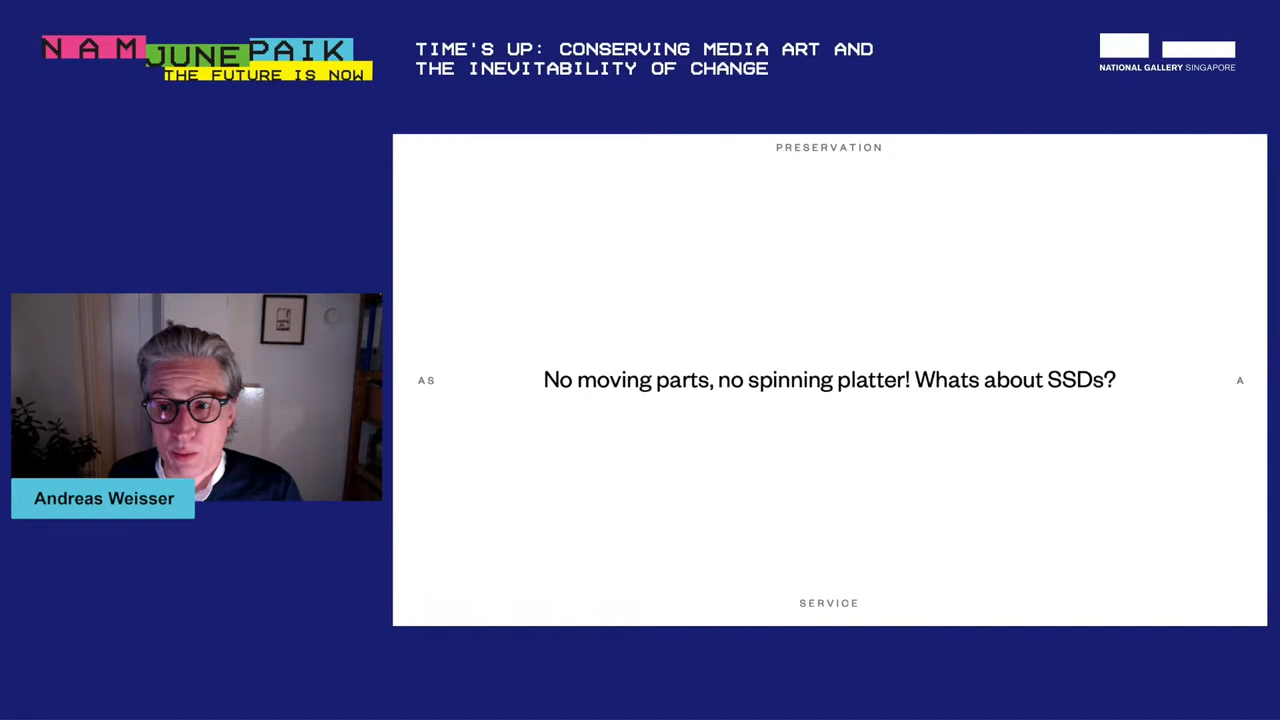 NAM JUNE PAIK
THE FUTURE IS NOW
TIME'S UP: CONSERVING MEDIA ART AND
THE INEVITABILITY OF CHANGE
NATIONAL GALLERY SINGAPORE
PRESERVATION
AS
No moving parts, no spinning platter! Whats about SSDs?
A
SERVICE
Andreas Weisser